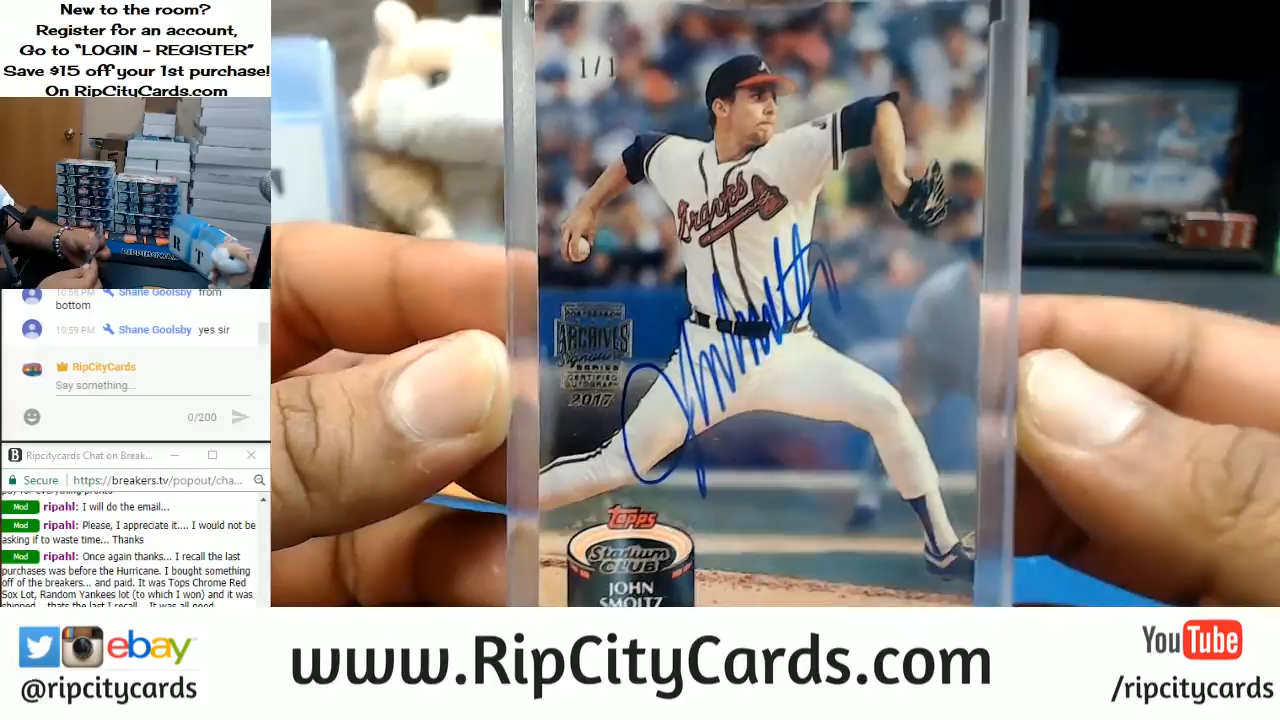 New to the room?
Register for an account,
Go to “LOGIN - REGISTER”
Save $15 off your 1st purchase!
On RipCityCards.com
10:58 PM Shane Goolsby from
bottom
10:59 PM Shane Goolsby yes sir
RipCityCards
Say something...
0/200
Ripcitycards Chat on Break...
Secure https://breakers.tv/popout/cha...
Mod ripahl: I will do the email...
Mod ripahl: Please, I appreciate it.... I would not be
asking if to waste time... Thanks
Mod ripahl: Once again thanks... I recall the last
purchases was before the Hurricane. I bought something
off of the breakers... and paid. It was Tops Chrome Red
Sox Lot, Random Yankees lot (to which I won) and it was
1/1
Braves
POST-SEASON
ARCHIVES
Signature
SERIES
CERTIFIED
AUTOGRAPH
2017
Topps
Stadium
CLUB
JOHN
SMOLTZ
ebay
@ripcitycards
www.RipCityCards.com
YouTube
/ripcitycards